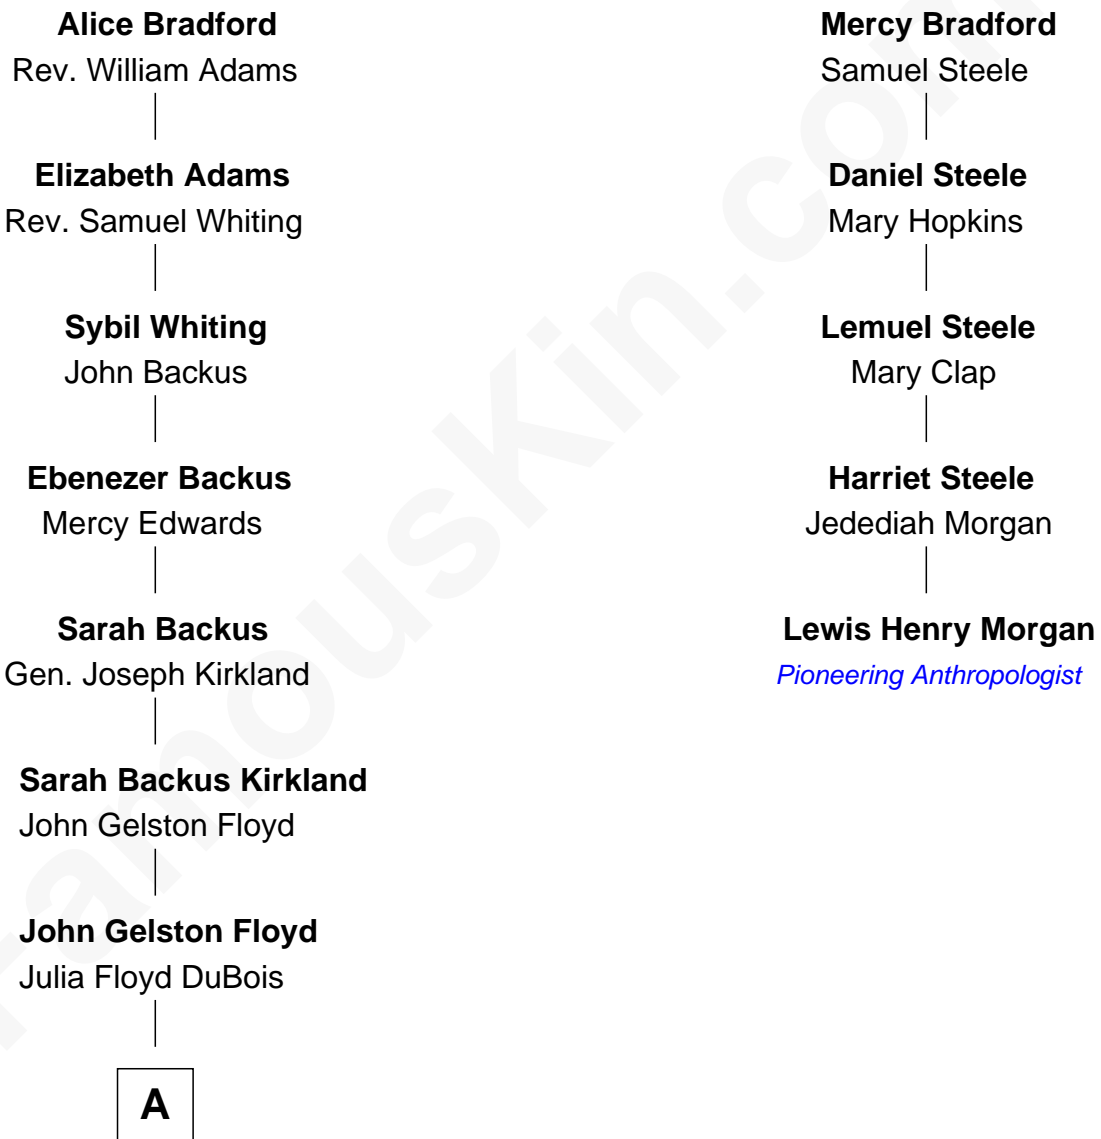 Alice Bradford
Rev. William Adams
Elizabeth Adams
Rev. Samuel Whiting
Sybil Whiting
John Backus
Ebenezer Backus
Mercy Edwards
Sarah Backus
Gen. Joseph Kirkland
Sarah Backus Kirkland
John Gelston Floyd
John Gelston Floyd
Julia Floyd DuBois
A
Mercy Bradford
Samuel Steele
Daniel Steele
Mary Hopkins
Lemuel Steele
Mary Clap
Harriet Steele
Jedediah Morgan
Lewis Henry Morgan
Pioneering Anthropologist
FamousKin.com